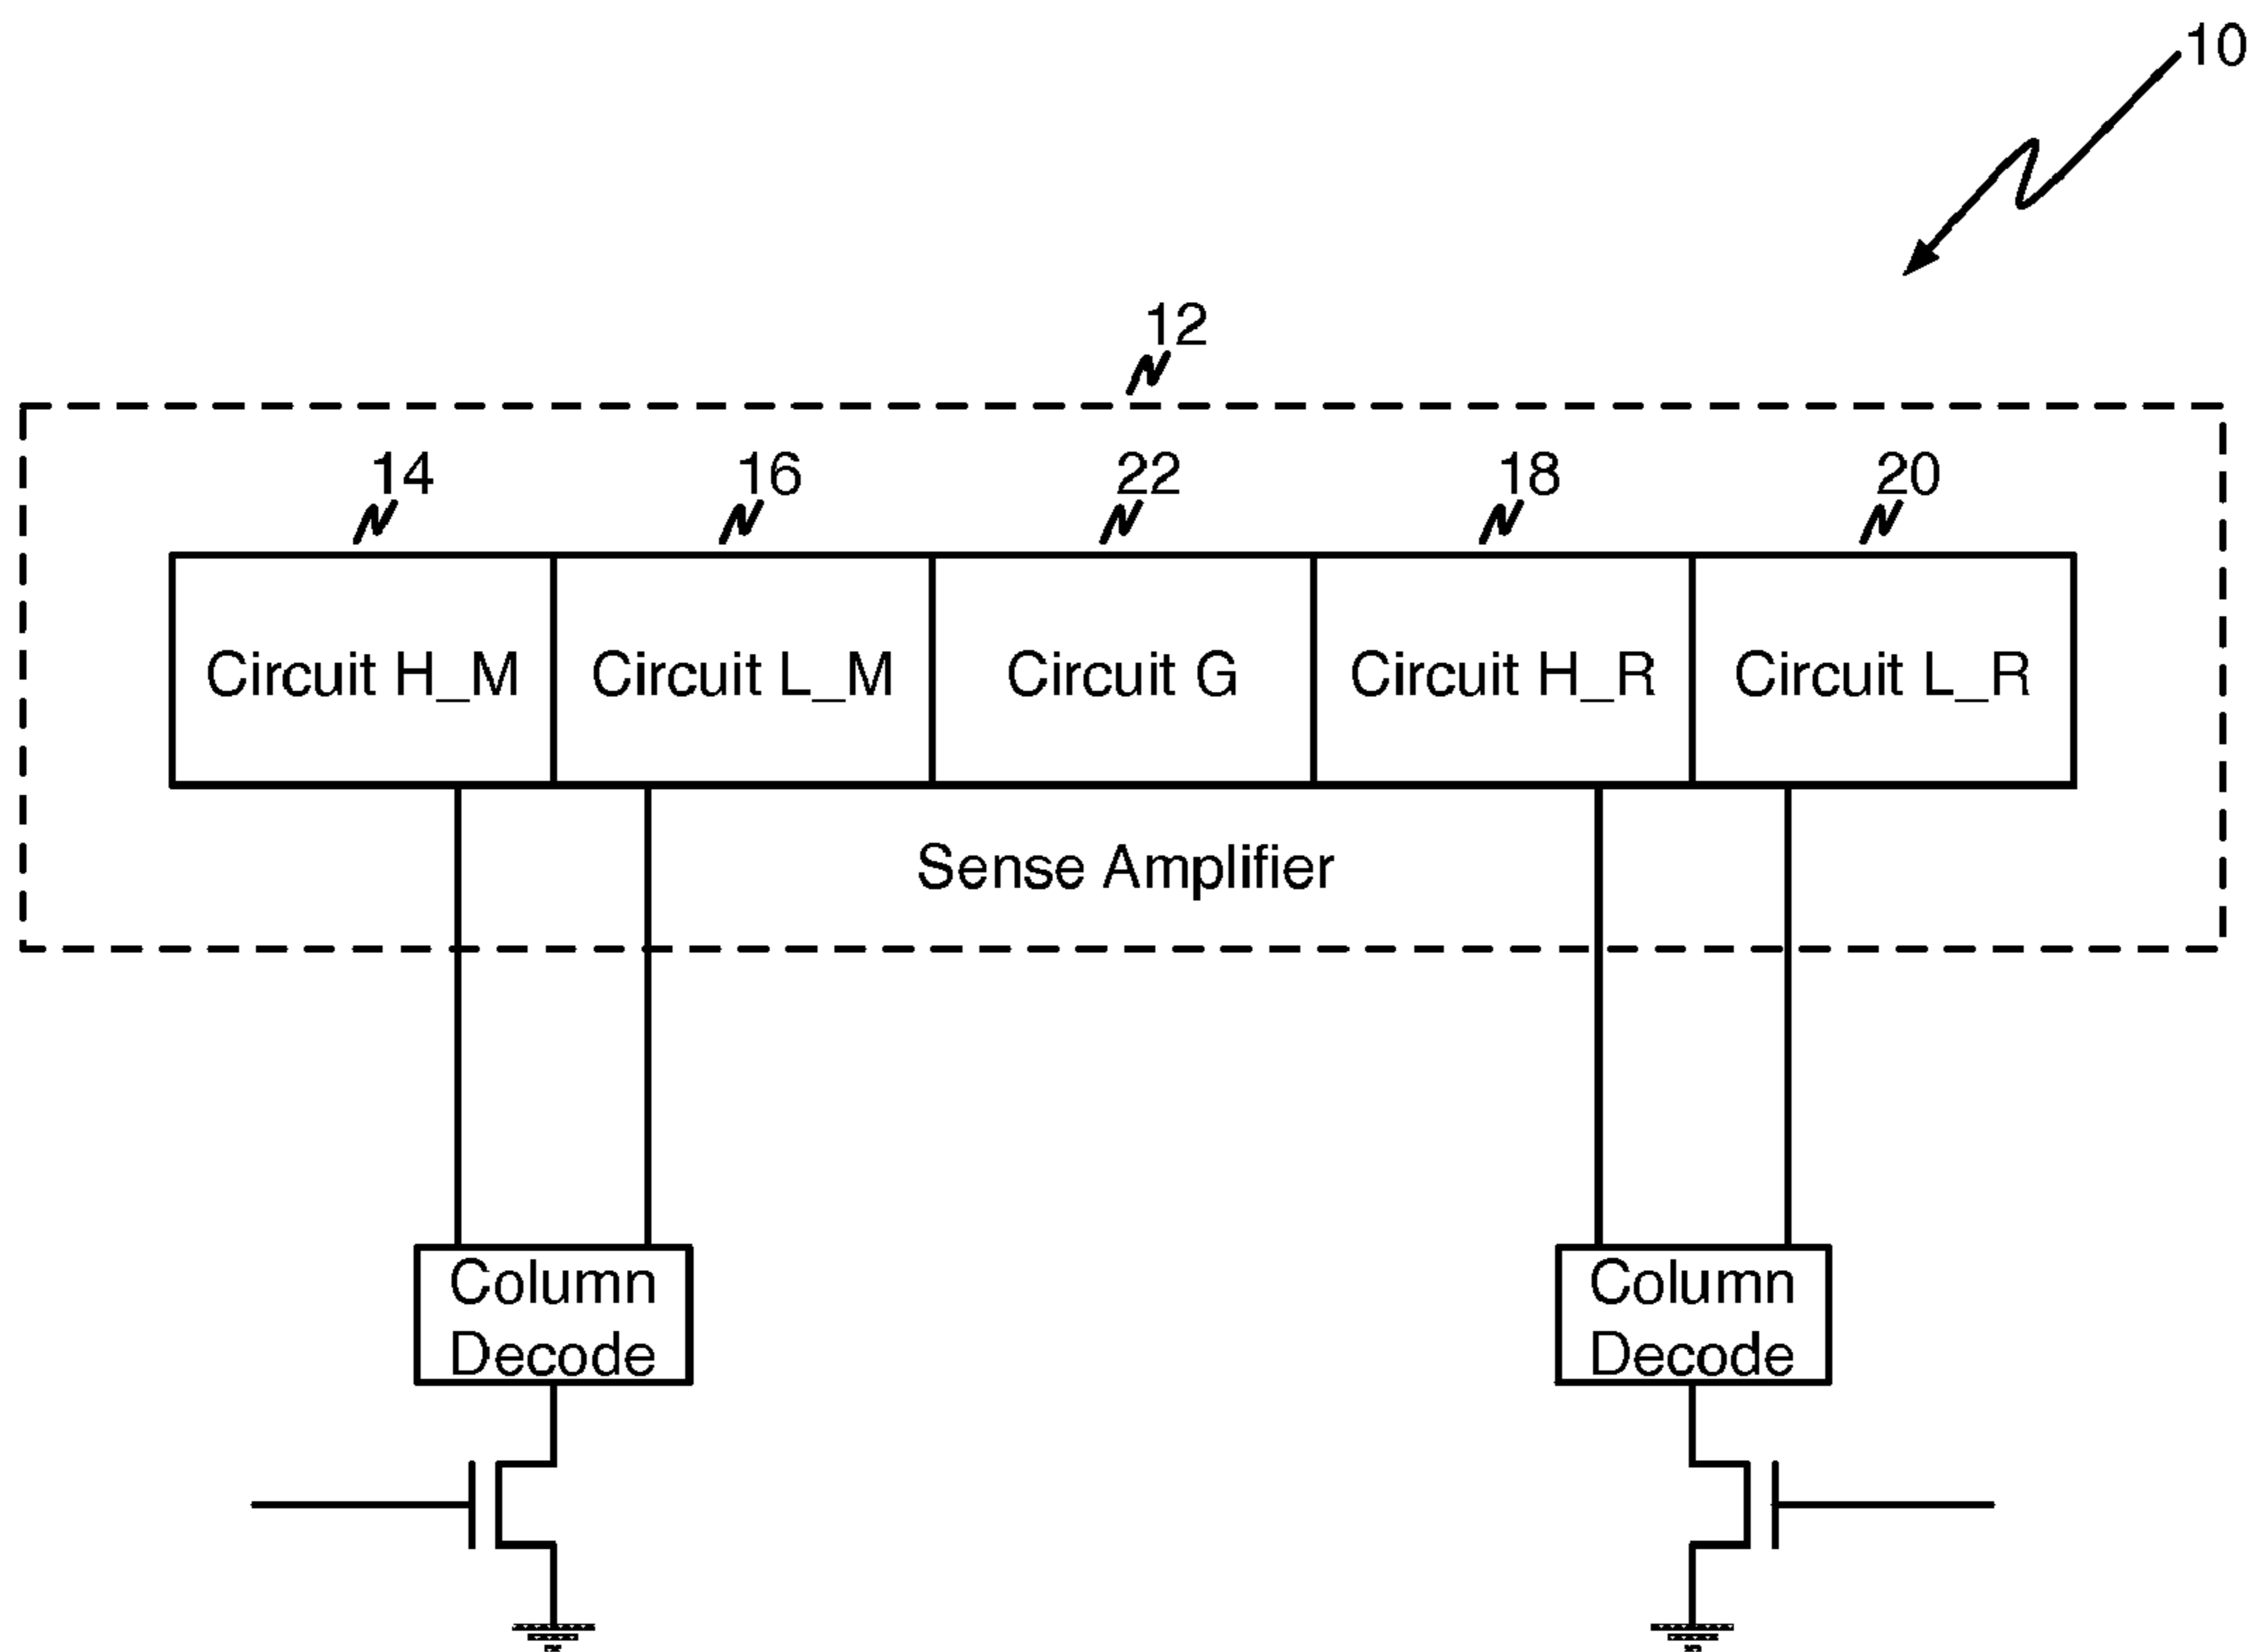 10
12
14
16
22
18
20
Circuit H_M
Circuit L_M
Circuit G
Circuit H_R
Circuit L_R
Sense Amplifier
Column
Decode
Column
Decode